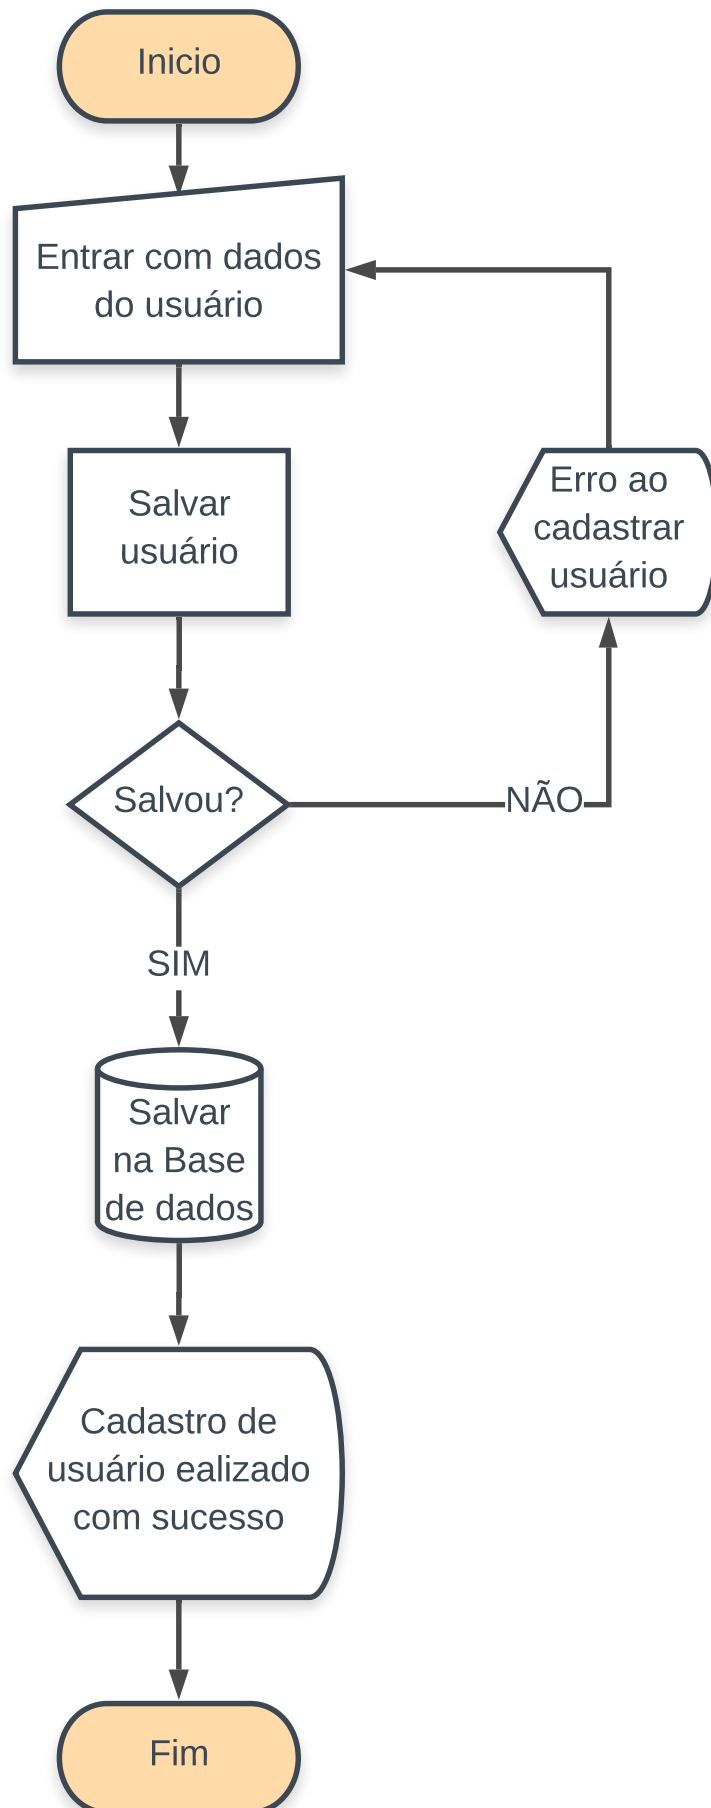 Inicio
Entrar com dados
do usuário
Salvar
usuário
Erro ao
cadastrar
usuário
Salvou?
NÃO
SIM
Salvar
na Base
de dados
Cadastro de
usuário ealizado
com sucesso
Fim